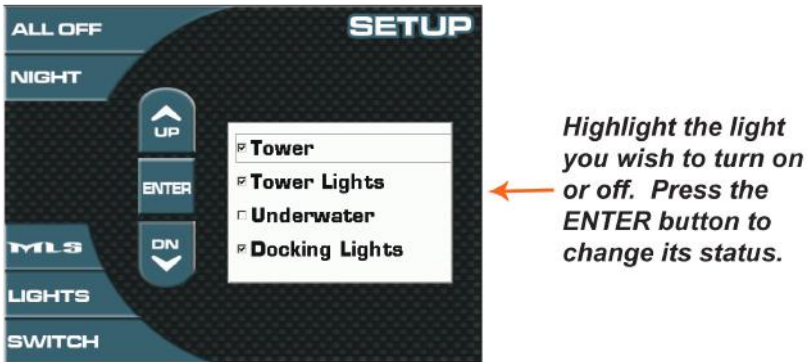 ALL OFF
SETUP
NIGHT
UP
ENTER
DN
Tower
Tower Lights
Underwater
Docking Lights
MLS
LIGHTS
SWITCH
Highlight the light
you wish to turn on
or off. Press the
ENTER button to
change its status.